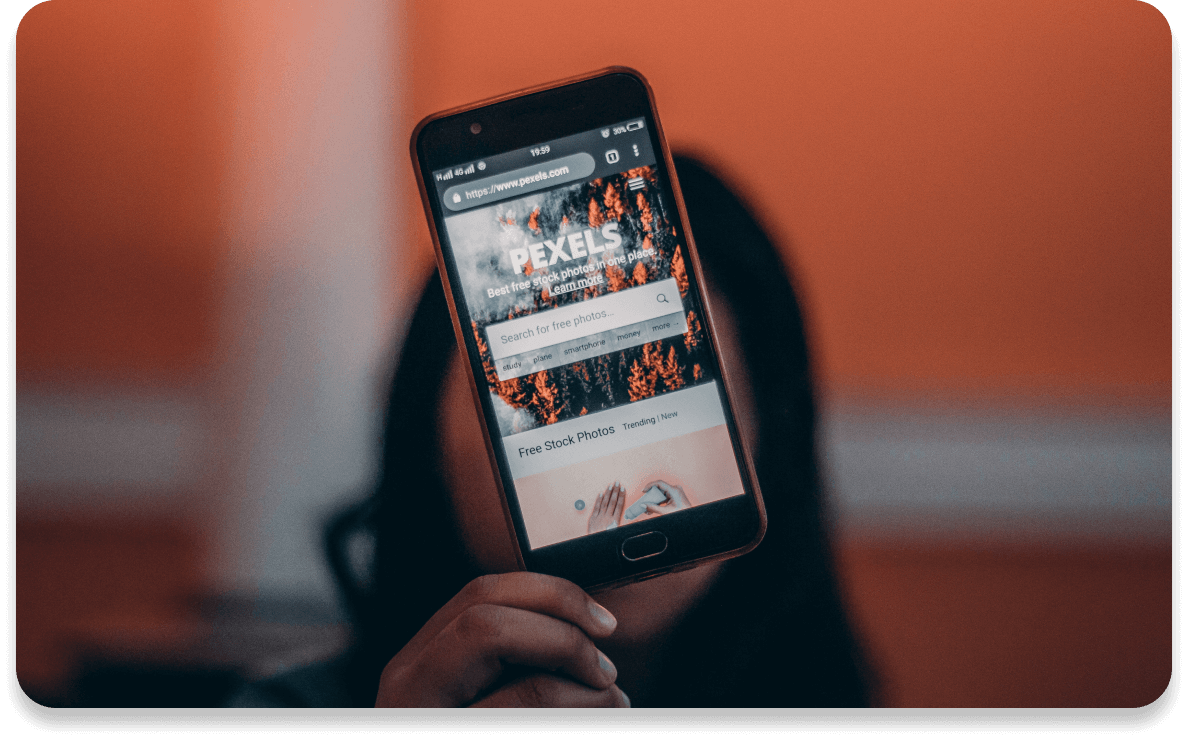 H 4G 19:59 30%
https://www.pexels.com 1
PEXELS
Best free stock photos in one place.
Learn more
Search for free photos...
study plane smartphone money more ...
Free Stock Photos Trending | New